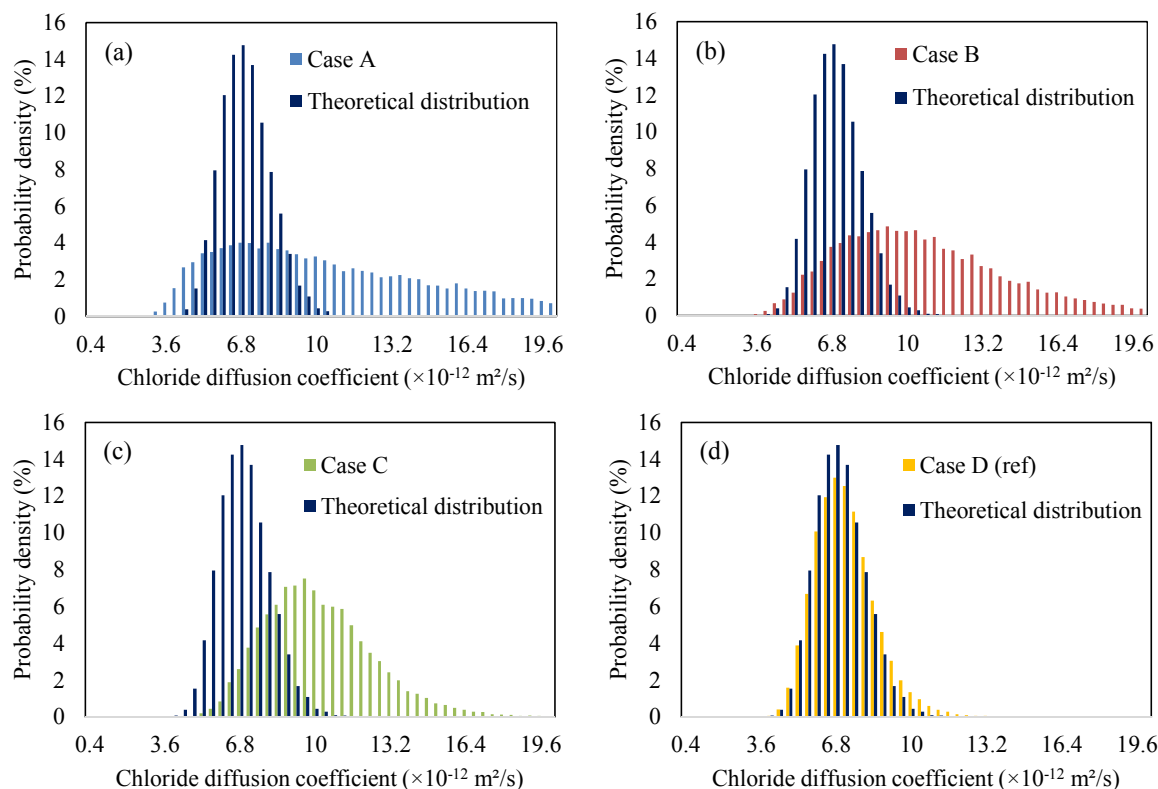 (a)
Case A
Theoretical distribution
Probability density (%)
16
14
12
10
8
6
4
2
0
0.4 3.6 6.8 10 13.2 16.4 19.6
Chloride diffusion coefficient (×10⁻¹² m²/s)
(b)
Case B
Theoretical distribution
Probability density (%)
16
14
12
10
8
6
4
2
0
0.4 3.6 6.8 10 13.2 16.4 19.6
Chloride diffusion coefficient (×10⁻¹² m²/s)
(c)
Case C
Theoretical distribution
Probability density (%)
16
14
12
10
8
6
4
2
0
0.4 3.6 6.8 10 13.2 16.4 19.6
Chloride diffusion coefficient (×10⁻¹² m²/s)
(d)
Case D (ref)
Theoretical distribution
Probability density (%)
16
14
12
10
8
6
4
2
0
0.4 3.6 6.8 10 13.2 16.4 19.6
Chloride diffusion coefficient (×10⁻¹² m²/s)